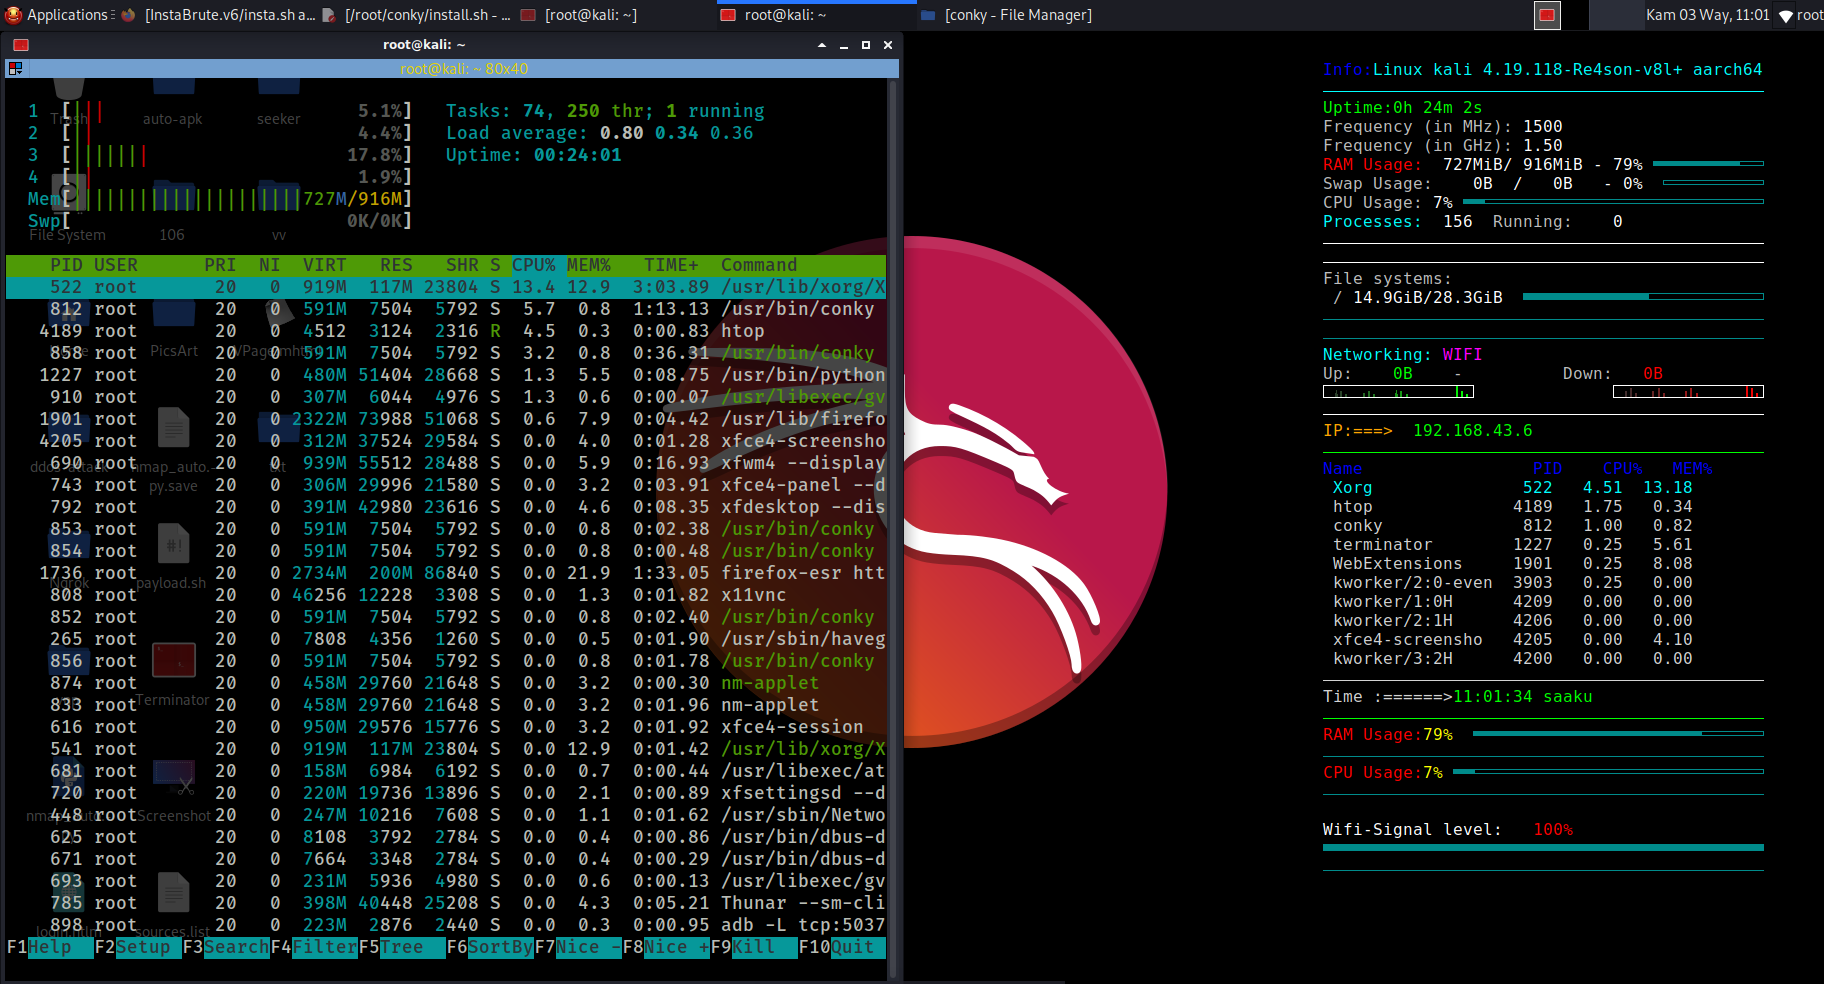 Applications
[InstaBrute.v6/insta.sh a...
[/root/conky/install.sh - ...
[root@kali: ~]
root@kali: ~
[conky - File Manager]
Kam 03 Way, 11:01
root
root@kali: ~
root@kali: ~ 80x40
1 [||| 5.1%]
2 [|| 4.4%]
3 [||||||| 17.8%]
4 [| 1.9%]
Mem[||||||||||||||||||||727M/916M]
Swp[ 0K/0K]
Tasks: 74, 250 thr; 1 running
Load average: 0.80 0.34 0.36
Uptime: 00:24:01
PID USER PRI NI VIRT RES SHR S CPU% MEM% TIME+ Command
522 root 20 0 919M 117M 23804 S 13.4 12.9 3:03.89 /usr/lib/xorg/X
812 root 20 0 591M 7504 5792 S 5.7 0.8 1:13.13 /usr/bin/conky
4189 root 20 0 4512 3124 2316 R 4.5 0.3 0:00.83 htop
858 root 20 0 591M 7504 5792 S 3.2 0.8 0:36.31 /usr/bin/conky
1227 root 20 0 480M 51404 28668 S 1.3 5.5 0:08.75 /usr/bin/python
910 root 20 0 307M 6044 4976 S 1.3 0.6 0:00.07 /usr/libexec/gv
1901 root 20 0 2322M 73988 51068 S 0.6 7.9 0:04.42 /usr/lib/firefo
4205 root 20 0 312M 37524 29584 S 0.0 4.0 0:01.28 xfce4-screensho
690 root 20 0 939M 55512 28488 S 0.0 5.9 0:16.93 xfwm4 --display
743 root 20 0 306M 29996 21580 S 0.0 3.2 0:03.91 xfce4-panel --d
792 root 20 0 391M 42980 23616 S 0.0 4.6 0:08.35 xfdesktop --dis
853 root 20 0 591M 7504 5792 S 0.0 0.8 0:02.38 /usr/bin/conky
854 root 20 0 591M 7504 5792 S 0.0 0.8 0:00.48 /usr/bin/conky
1736 root 20 0 2734M 200M 86840 S 0.0 21.9 1:33.05 firefox-esr htt
808 root 20 0 46256 12228 3308 S 0.0 1.3 0:01.82 x11vnc
852 root 20 0 591M 7504 5792 S 0.0 0.8 0:02.40 /usr/bin/conky
265 root 20 0 7808 4356 1260 S 0.0 0.5 0:01.90 /usr/sbin/haveg
856 root 20 0 591M 7504 5792 S 0.0 0.8 0:01.78 /usr/bin/conky
874 root 20 0 458M 29760 21648 S 0.0 3.2 0:00.30 nm-applet
833 root 20 0 458M 29760 21648 S 0.0 3.2 0:01.96 nm-applet
616 root 20 0 950M 29576 15776 S 0.0 3.2 0:01.92 xfce4-session
541 root 20 0 919M 117M 23804 S 0.0 12.9 0:01.42 /usr/lib/xorg/X
681 root 20 0 158M 6984 6192 S 0.0 0.7 0:00.44 /usr/libexec/at
720 root 20 0 220M 19736 13896 S 0.0 2.1 0:00.89 xfsettingsd --d
448 root 20 0 247M 10216 7608 S 0.0 1.1 0:01.62 /usr/sbin/Netwo
625 root 20 0 8108 3792 2784 S 0.0 0.4 0:00.86 /usr/bin/dbus-d
671 root 20 0 7664 3348 2784 S 0.0 0.4 0:00.29 /usr/bin/dbus-d
693 root 20 0 231M 5936 4980 S 0.0 0.6 0:00.13 /usr/libexec/gv
785 root 20 0 398M 40448 25208 S 0.0 4.3 0:05.21 Thunar --sm-cli
898 root 20 0 223M 2876 2440 S 0.0 0.3 0:00.95 adb -L tcp:5037
F1Help F2Setup F3SearchF4FilterF5Tree F6SortByF7Nice -F8Nice +F9Kill F10Quit
Trash
auto-apk
seeker
File System
106
vv
PicsArt
nmap_auto.-
py.save
Ngrok
payload.sh
Terminator
Screenshot
sources.list
Info:Linux kali 4.19.118-Re4son-v8l+ aarch64
Uptime:0h 24m 2s
Frequency (in MHz): 1500
Frequency (in GHz): 1.50
RAM Usage: 727MiB/ 916MiB - 79%
Swap Usage: 0B / 0B - 0%
CPU Usage: 7%
Processes: 156 Running: 0
File systems:
/ 14.9GiB/28.3GiB
Networking: WIFI
Up: 0B - Down: 0B
IP:===> 192.168.43.6
Name PID CPU% MEM%
Xorg 522 4.51 13.18
htop 4189 1.75 0.34
conky 812 1.00 0.82
terminator 1227 0.25 5.61
WebExtensions 1901 0.25 8.08
kworker/2:0-even 3903 0.25 0.00
kworker/1:0H 4209 0.00 0.00
kworker/2:1H 4206 0.00 0.00
xfce4-screensho 4205 0.00 4.10
kworker/3:2H 4200 0.00 0.00
Time :======>11:01:34 saaku
RAM Usage:79%
CPU Usage:7%
Wifi-Signal level: 100%